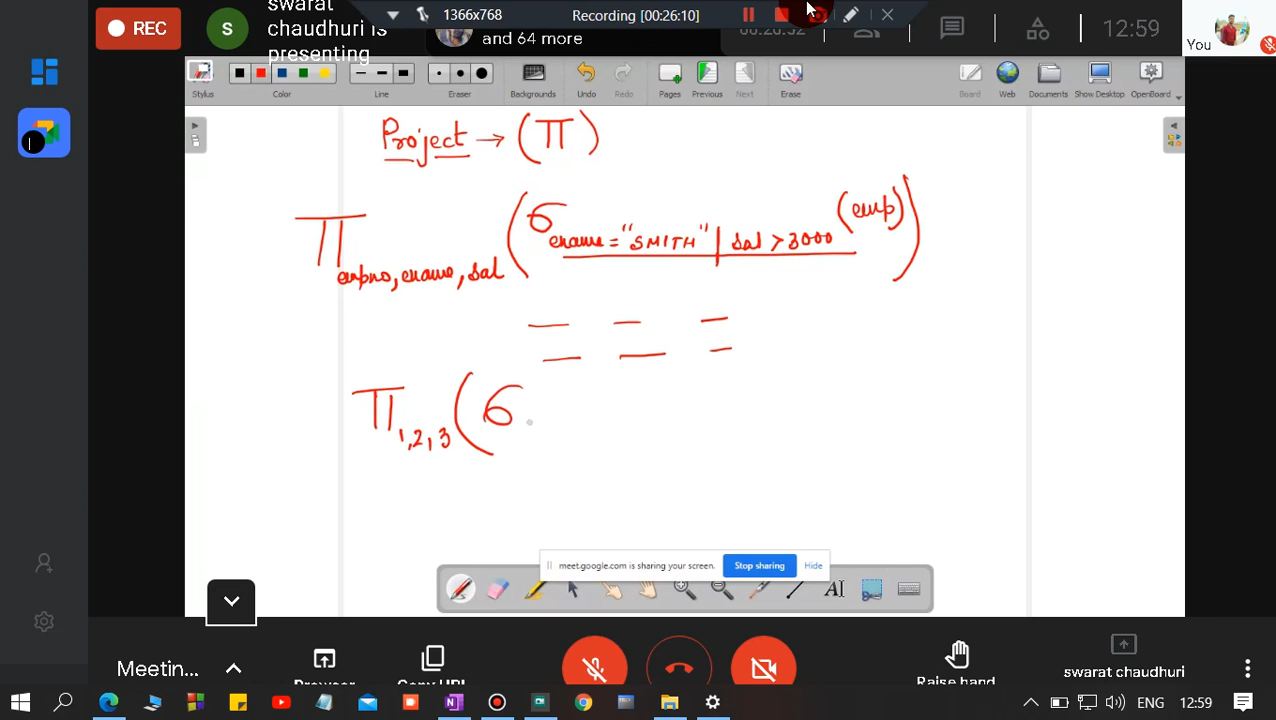 REC
S
swarat
chaudhuri is
presenting
1366x768
Recording [00:26:10]
and 64 more
12:59
You
Stylus
Color
Line
Eraser
Backgrounds
Undo
Redo
Pages
Previous
Next
Erase
Board
Web
Documents
Show Desktop
OpenBoard
Project → (π)
π empno, ename, sal (σ ename = "SMITH" | sal > 3000 (emp))
π 1,2,3 (σ
meet.google.com is sharing your screen.
Stop sharing
Hide
Meetin...
Browser
Copy URL
Raise hand
swarat chaudhuri
ENG
12:59